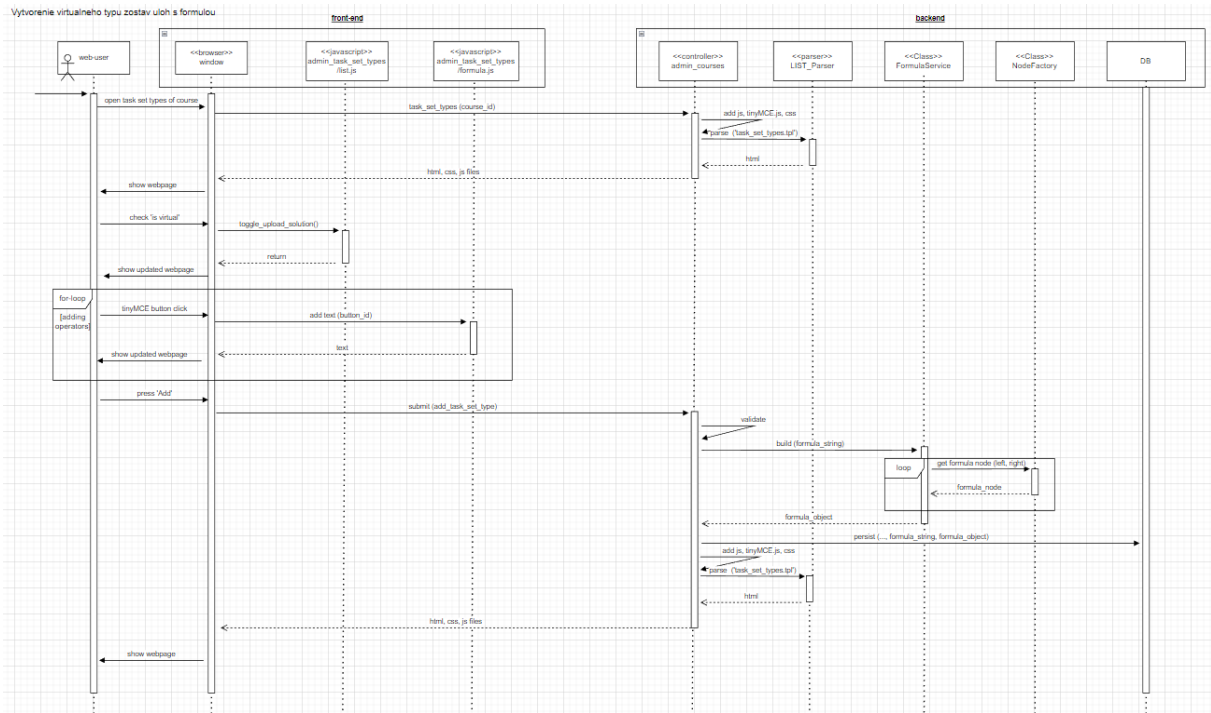 Vytvorenie virtualneho typu zostav uloh s formulou
front-end
backend
web-user
<<browser>>
window
<<javascript>>
admin_task_set_types
/list.js
<<javascript>>
admin_task_set_types
/formula.js
<<controller>>
admin_courses
<<parser>>
LIST_Parser
<<Class>>
FormulaService
<<Class>>
NodeFactory
DB
open task set types of course
task_set_types (course_id)
add js, tinyMCE.js, css
parse ('task_set_types.tpl')
html
html, css, js files
show webpage
check 'is virtual'
toggle_upload_solution()
return
show updated webpage
for-loop
[adding
operators]
tinyMCE button click
add text (button_id)
text
show updated webpage
press 'Add'
submit (add_task_set_type)
validate
build (formula_string)
loop
get formula node (left, right)
formula_node
formula_object
persist (..., formula_string, formula_object)
add js, tinyMCE.js, css
parse ('task_set_types.tpl')
html
html, css, js files
show webpage